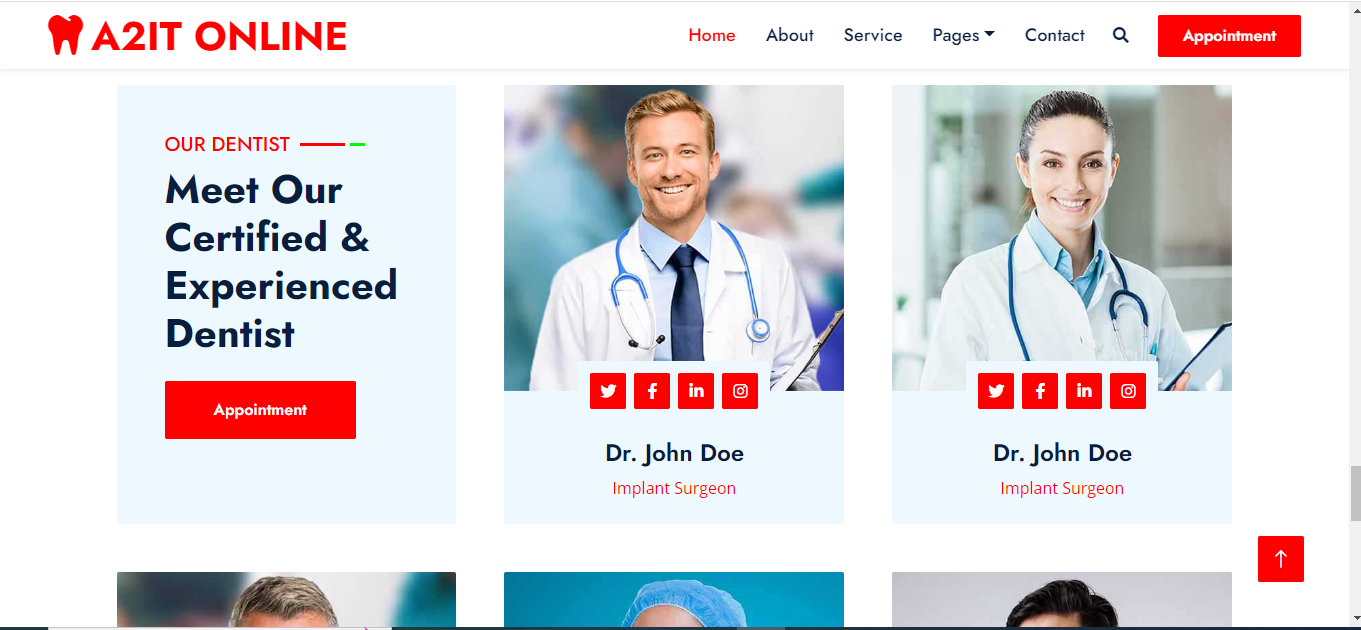 A2IT ONLINE
Home
About
Service
Pages
Contact
Appointment
OUR DENTIST
Meet Our
Certified &
Experienced
Dentist
Appointment
Dr. John Doe
Implant Surgeon
Dr. John Doe
Implant Surgeon